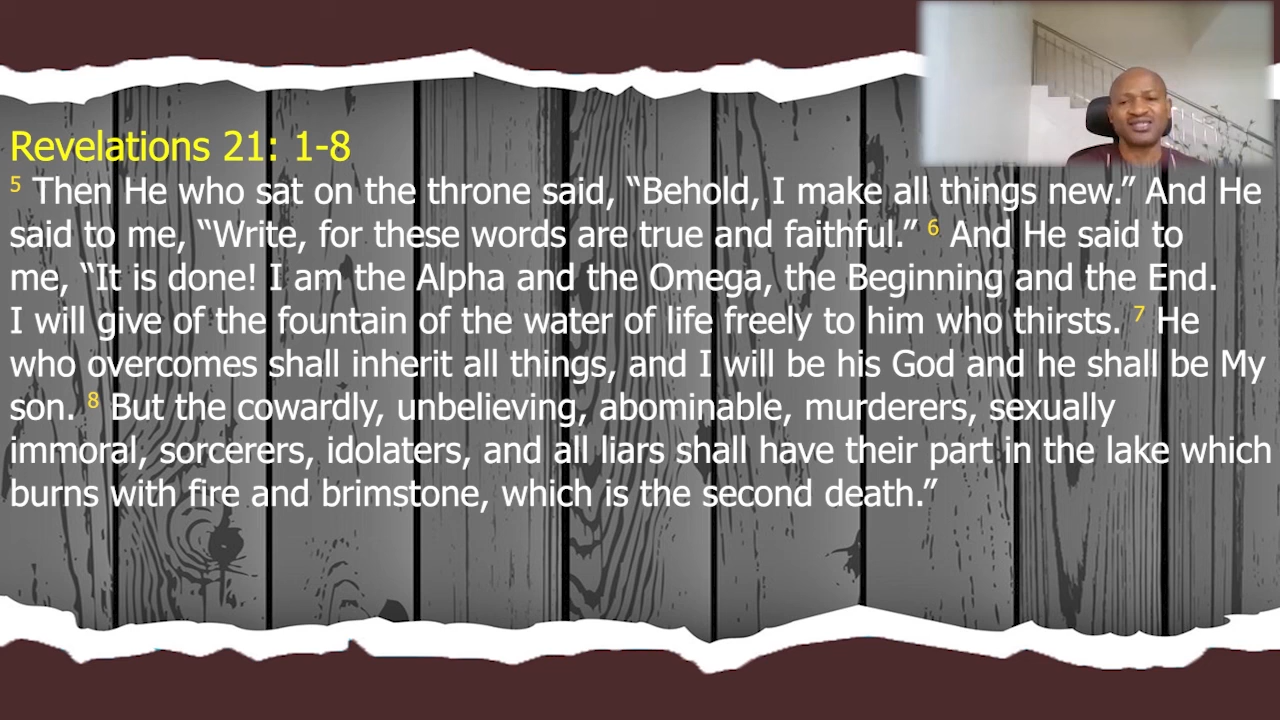 Revelations 21: 1-8
5 Then He who sat on the throne said, “Behold, I make all things new.” And He
said to me, “Write, for these words are true and faithful.” 6 And He said to
me, “It is done! I am the Alpha and the Omega, the Beginning and the End.
I will give of the fountain of the water of life freely to him who thirsts. 7 He
who overcomes shall inherit all things, and I will be his God and he shall be My
son. 8 But the cowardly, unbelieving, abominable, murderers, sexually
immoral, sorcerers, idolaters, and all liars shall have their part in the lake which
burns with fire and brimstone, which is the second death.”